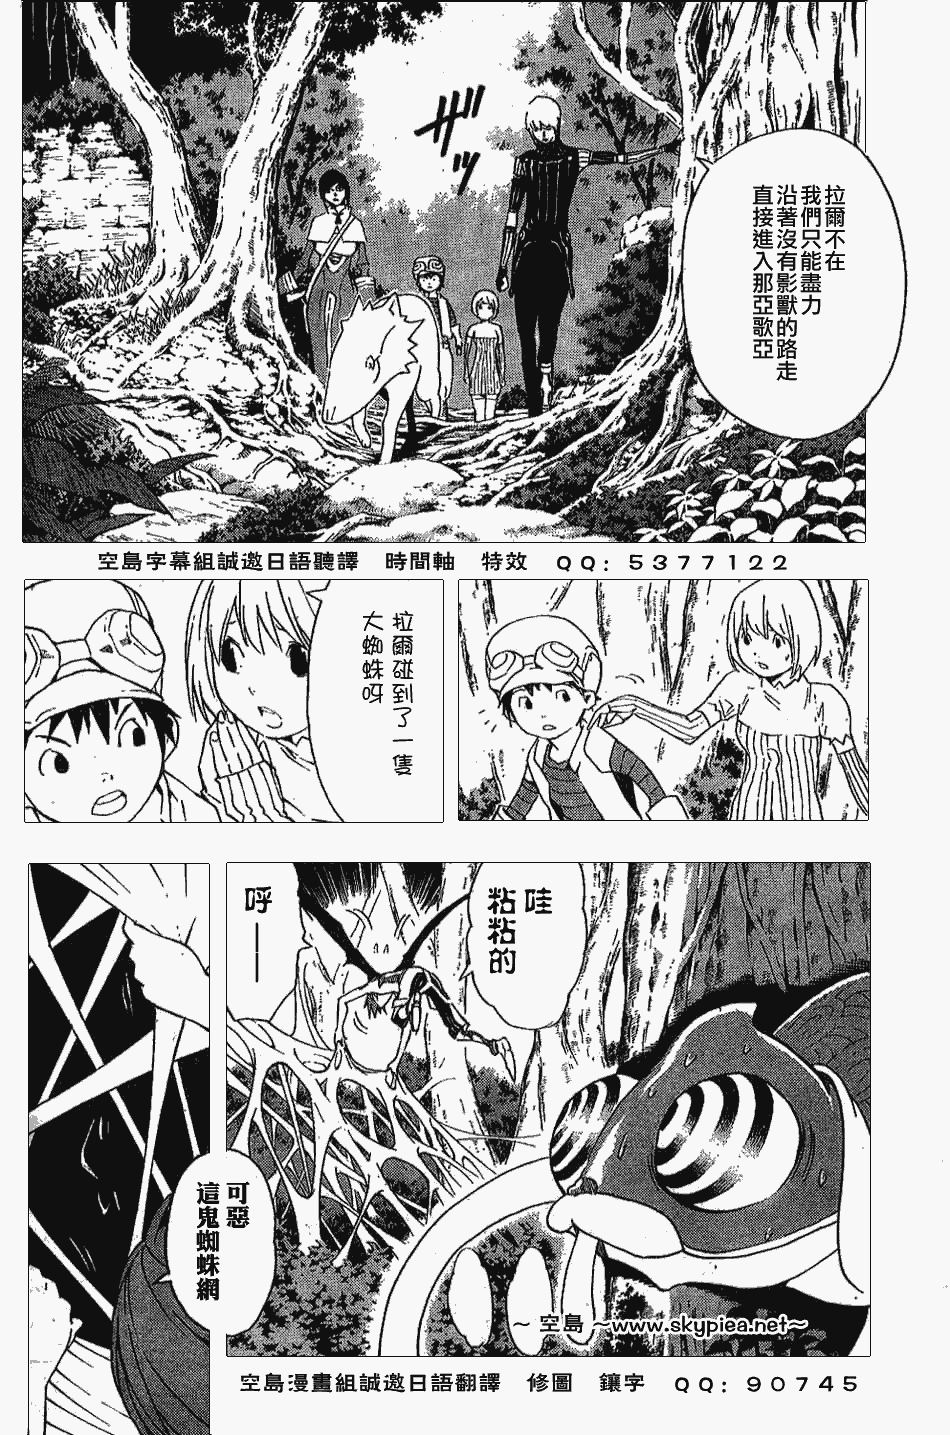 拉爾不在
我們只能盡力
沿著沒有影獸的路走
直接進入那亞歌亞
空島字幕組誠邀日語聽譯 時間軸 特效 QQ: 5377122
拉爾碰到了一隻
大蜘蛛呀
哇
粘粘的
呼——
可惡
這鬼蜘蛛網
~ 空島 ~www.skypiea.net~
空島漫畫組誠邀日語翻譯 修圖 鑲字 QQ: 90745